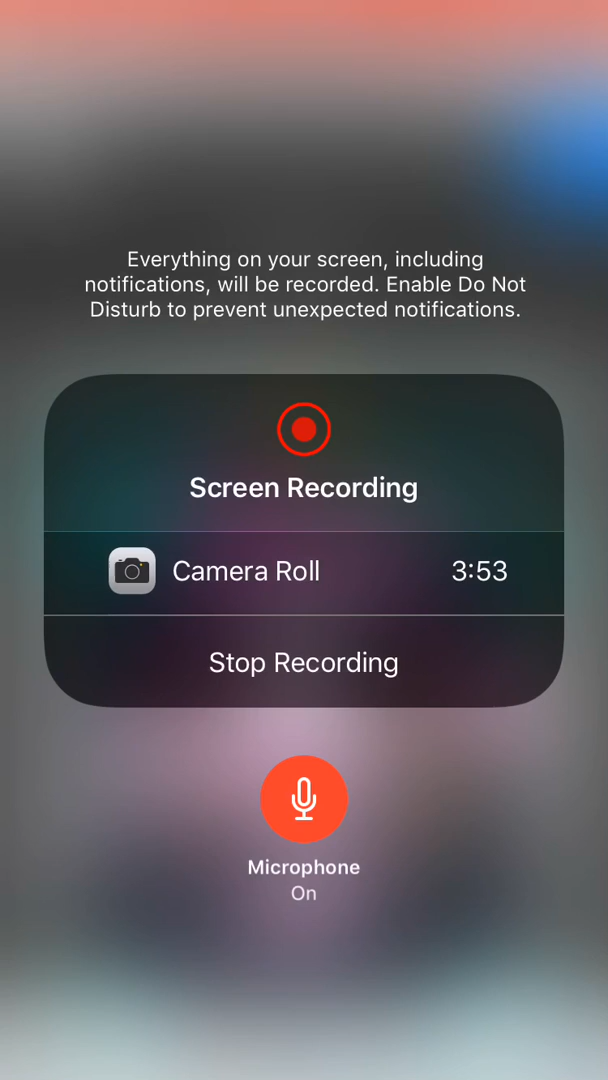 Everything on your screen, including
notifications, will be recorded. Enable Do Not
Disturb to prevent unexpected notifications.
Screen Recording
Camera Roll 3:53
Stop Recording
Microphone
On